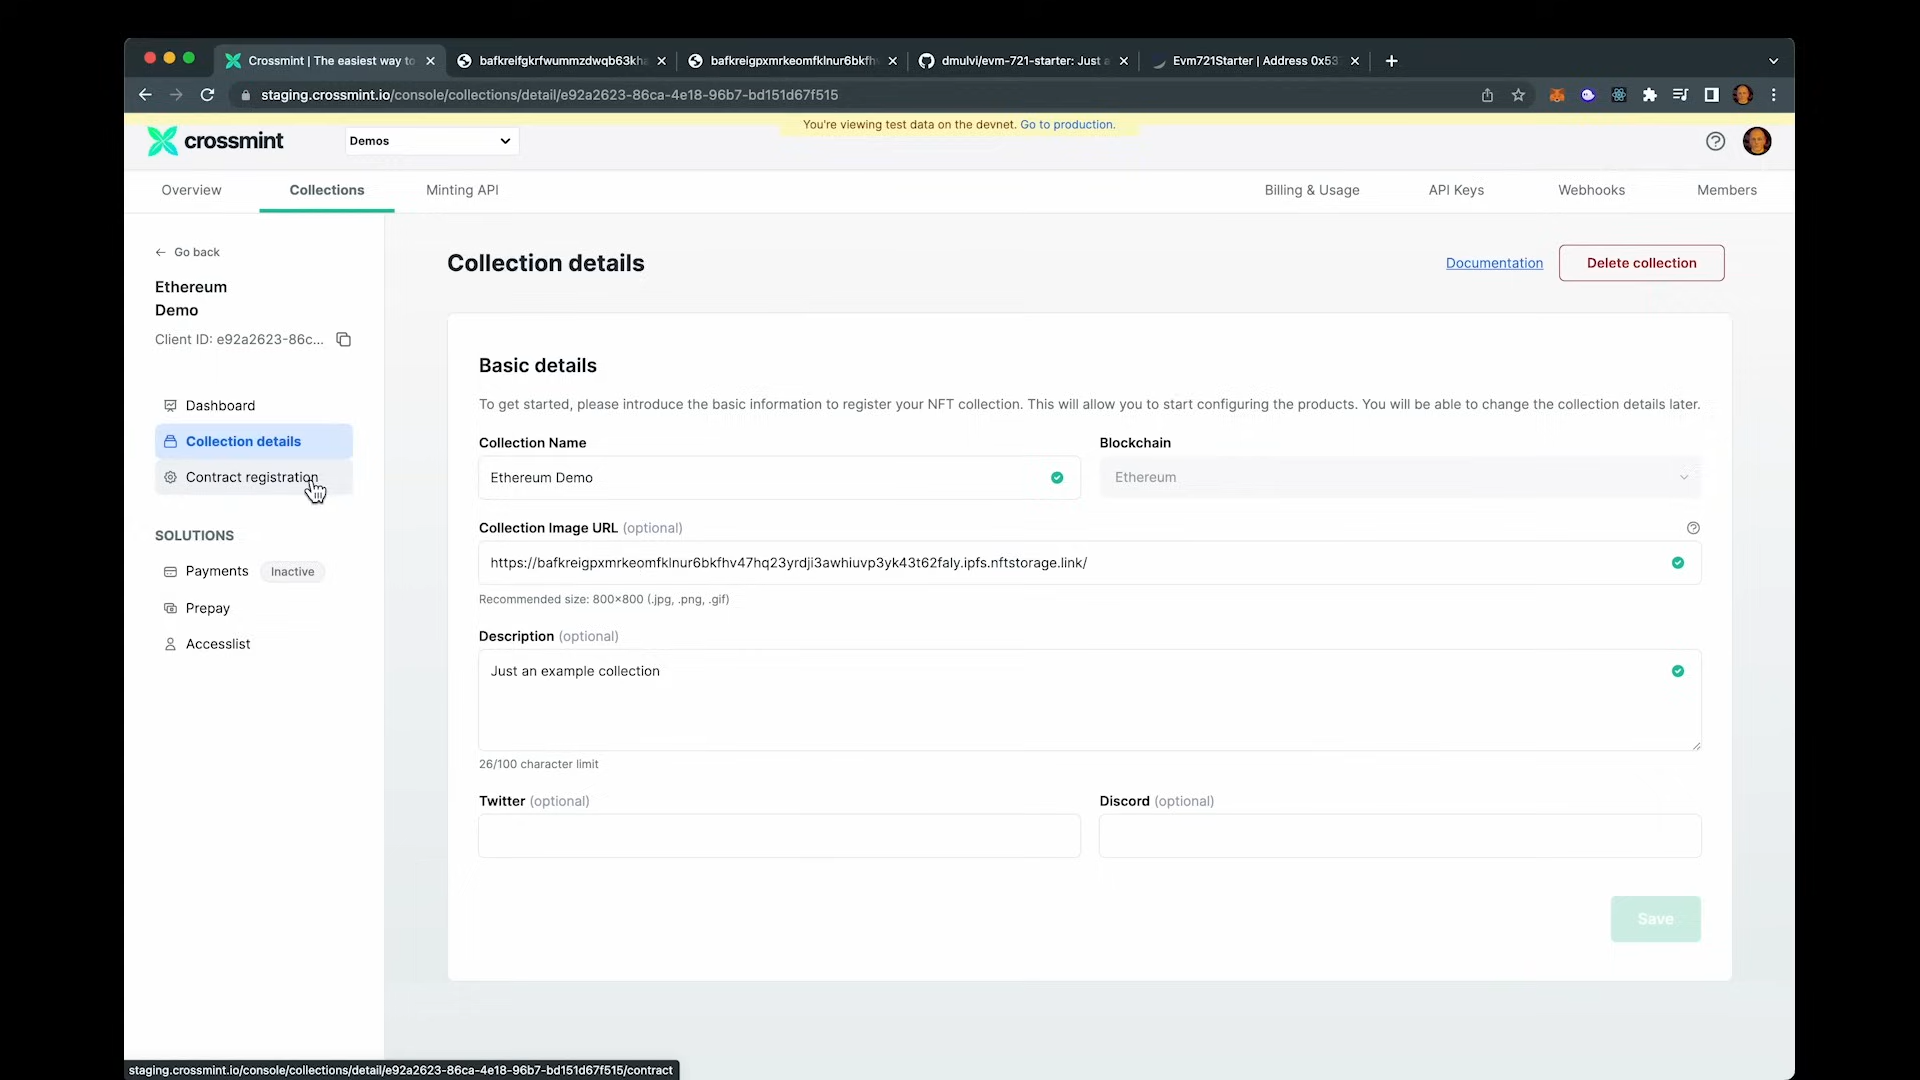 Crossmint | The easiest way to
bafkreifgkrfwummzdwqb63kh
bafkreigpxmrkeomfklnur6bkfh
dmulvi/evm-721-starter: Just a
Evm721Starter | Address 0x53
staging.crossmint.io/console/collections/detail/e92a2623-86ca-4e18-96b7-bd151d67f515
You're viewing test data on the devnet. Go to production.
crossmint
Demos
Overview
Collections
Minting API
Billing & Usage
API Keys
Webhooks
Members
Go back
Ethereum
Demo
Client ID: e92a2623-86c...
Dashboard
Collection details
Contract registration
SOLUTIONS
Payments
Inactive
Prepay
Accesslist
Collection details
Documentation
Delete collection
Basic details
To get started, please introduce the basic information to register your NFT collection. This will allow you to start configuring the products. You will be able to change the collection details later.
Collection Name
Blockchain
Ethereum Demo
Ethereum
Collection Image URL (optional)
https://bafkreigpxmrkeomfklnur6bkfhv47hq23yrdji3awhiuvp3yk43t62faly.ipfs.nftstorage.link/
Recommended size: 800x800 (.jpg, .png, .gif)
Description (optional)
Just an example collection
26/100 character limit
Twitter (optional)
Discord (optional)
Save
staging.crossmint.io/console/collections/detail/e92a2623-86ca-4e18-96b7-bd151d67f515/contract